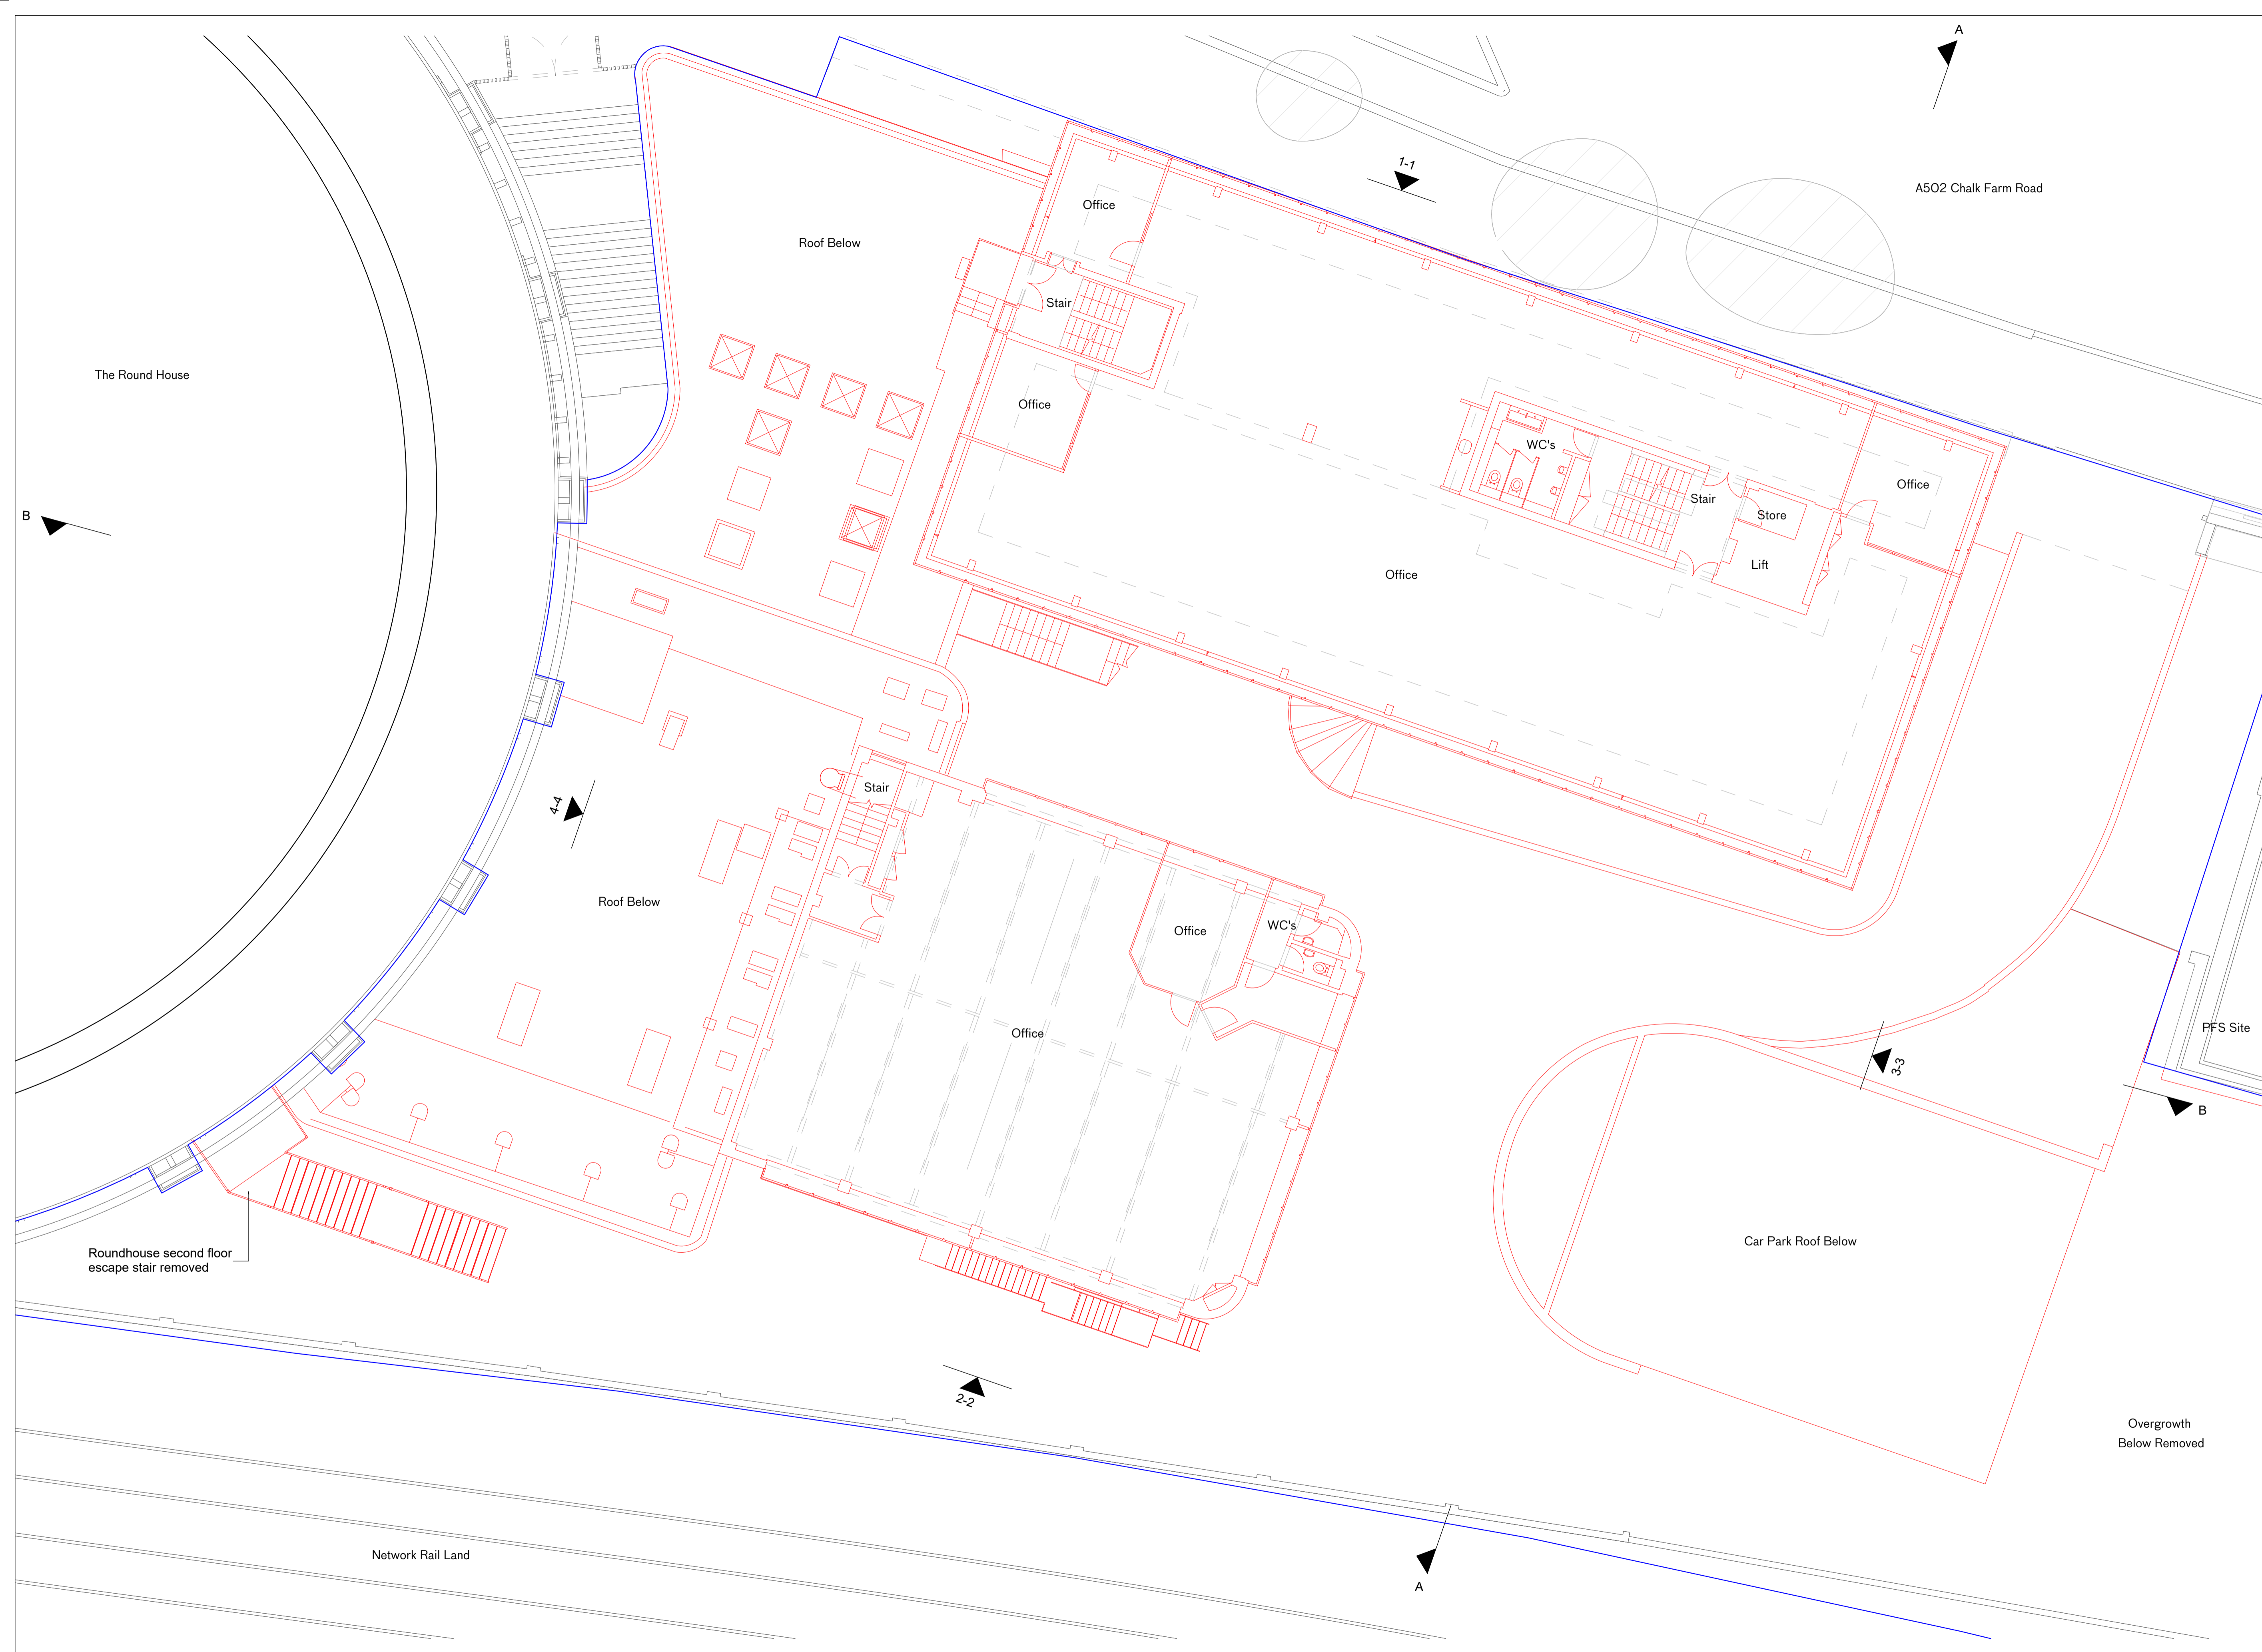 A
A502 Chalk Farm Road
1-1
Office
Roof Below
Stair
The Round House
Office
WC's
Office
Stair
Store
B
Lift
Office
Stair
4-4
Roof Below
Office
WC's
Office
PFS Site
3-3
B
Car Park Roof Below
Roundhouse second floor
escape stair removed
2-2
Overgrowth
Below Removed
Network Rail Land
A